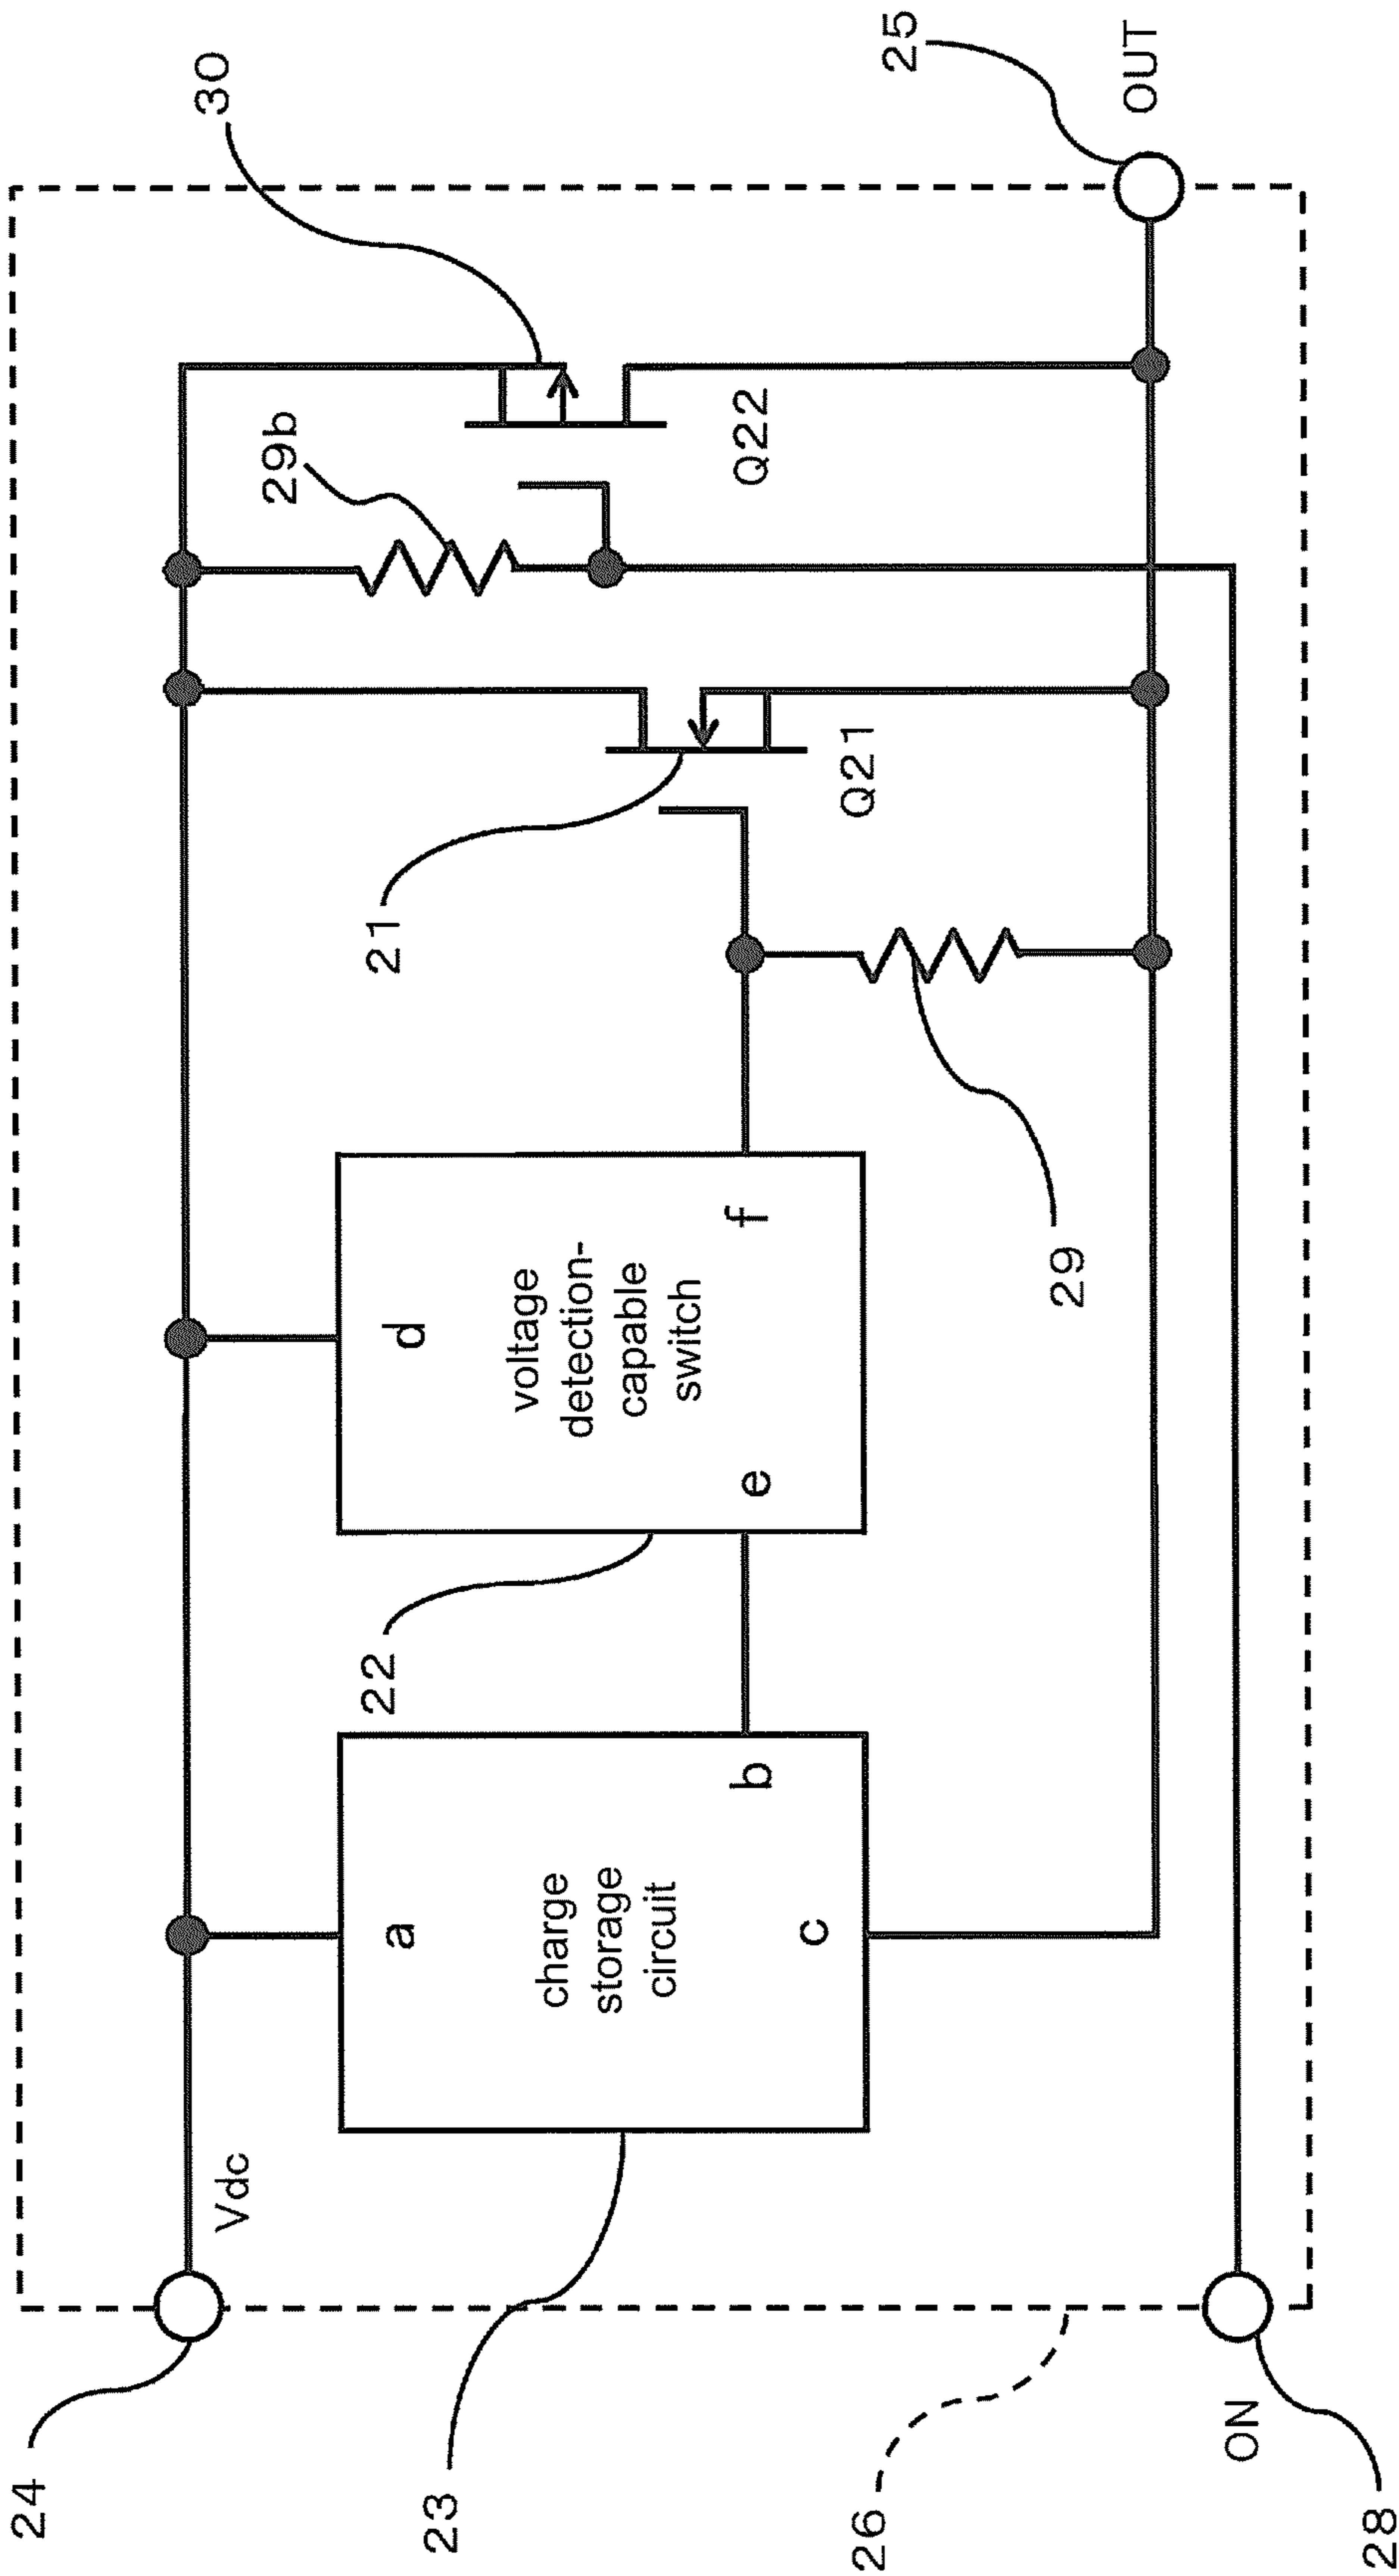 24
Vdc
23
a
charge
storage
circuit
b
c
22
d
voltage
detection-
capable
switch
e
f
21
Q21
29
29b
30
Q22
25
OUT
26
ON
28